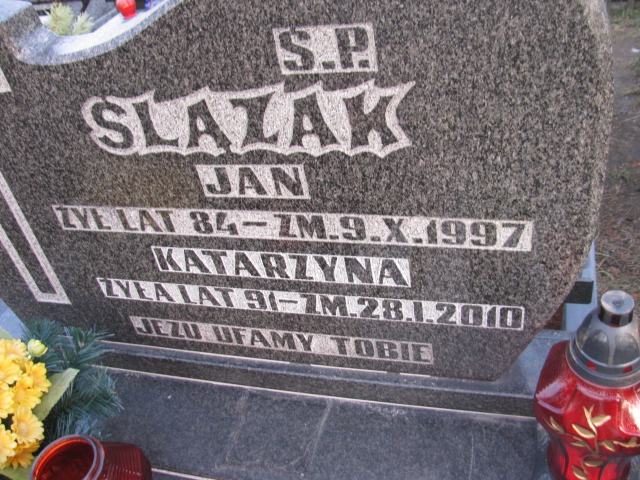 Ś.P.
ŚLAZAK
JAN
ŻYŁ LAT 84 - ZM. 9.X.1997
KATARZYNA
ŻYŁA LAT 91 - ZM. 28.I.2010
JEZU UFAMY TOBIE